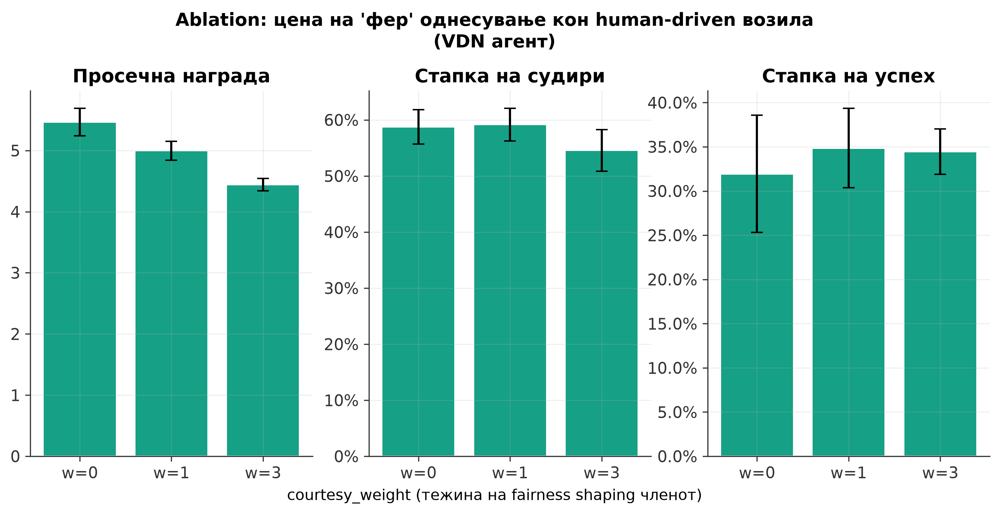 Ablation: цена на 'фер' однесување кон human-driven возила
(VDN агент)
Просечна награда
5
4
3
2
1
0
w=0 w=1 w=3
Стапка на судири
60%
50%
40%
30%
20%
10%
0%
w=0 w=1 w=3
Стапка на успех
40.0%
35.0%
30.0%
25.0%
20.0%
15.0%
10.0%
5.0%
0.0%
w=0 w=1 w=3
courtesy_weight (тежина на fairness shaping членот)